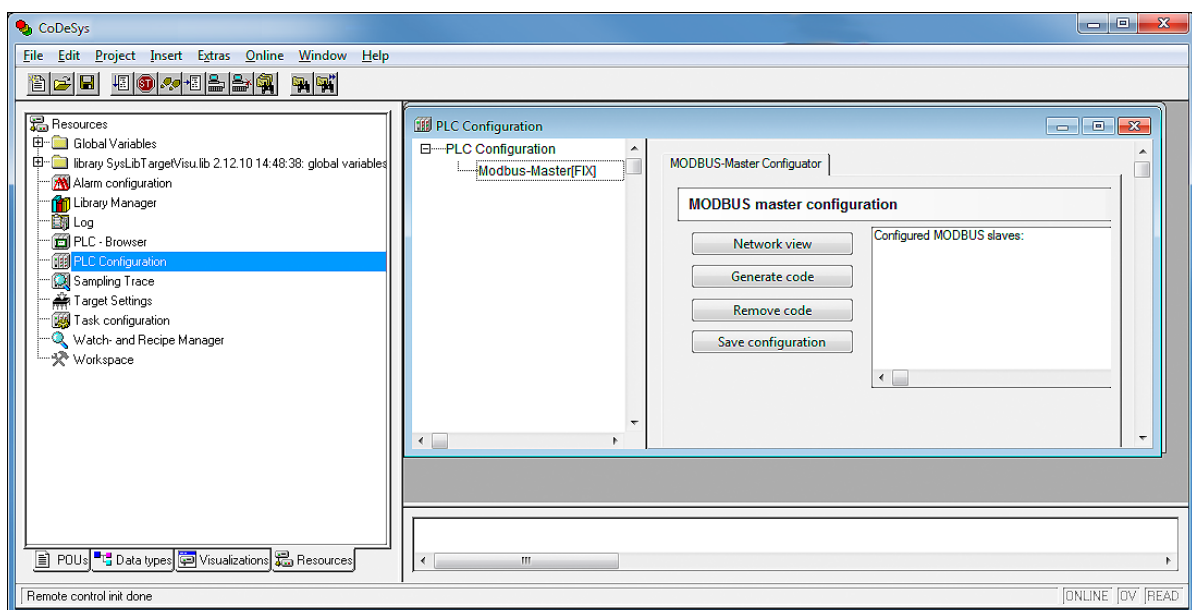 CoDeSys
File Edit Project Insert Extras Online Window Help
Resources
Global Variables
library SysLibTargetVisu.lib 2.12.10 14:48:38: global variables
Alarm configuration
Library Manager
Log
PLC - Browser
PLC Configuration
Sampling Trace
Target Settings
Task configuration
Watch- and Recipe Manager
Workspace
POUs Data types Visualizations Resources
PLC Configuration
PLC Configuration
Modbus-Master[FIX]
MODBUS-Master Configuator
MODBUS master configuration
Network view
Generate code
Remove code
Save configuration
Configured MODBUS slaves:
Remote control init done
ONLINE OV READ